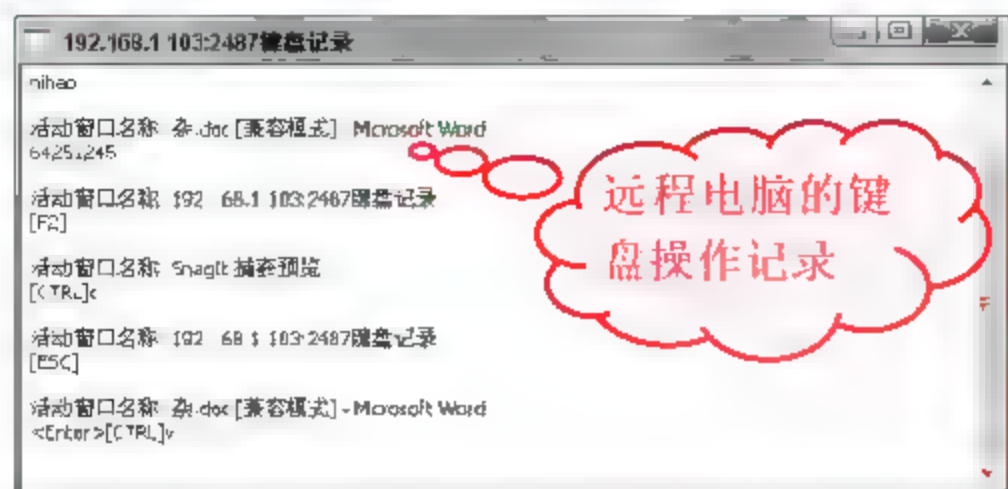 192.168.1.103:2487键盘记录
nihao
活动窗口名称: 杂.doc [兼容模式] - Microsoft Word
64251245
活动窗口名称: 192.168.1.103:2487键盘记录
[F2]
活动窗口名称: SnagIt 捕获预览
[CTRL]c
活动窗口名称: 192.168.1.103:2487键盘记录
[ESC]
活动窗口名称: 杂.doc [兼容模式] - Microsoft Word
<Enter>[CTRL]v
远程电脑的键
盘操作记录